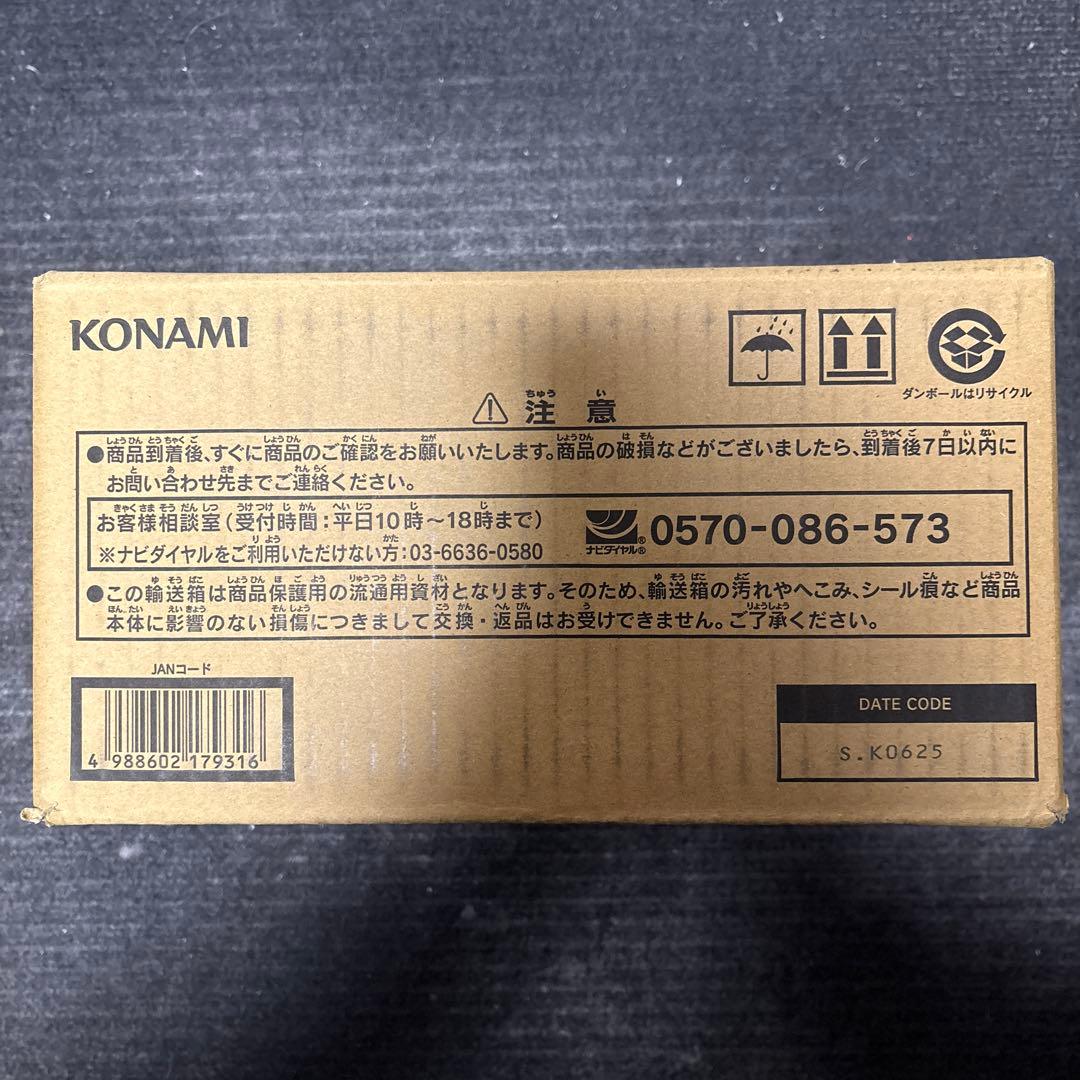 KONAMI
ダンボールはリサイクル
⚠注意
●商品到着後、すぐに商品のご確認をお願いいたします。商品の破損などがございましたら、到着後7日以内に
お問い合わせ先までご連絡ください。
お客様相談室(受付時間:平日10時〜18時まで)
※ナビダイヤルをご利用いただけない方:03-6636-0580
ナビダイヤル®
0570-086-573
●この輸送箱は商品保護用の流通用資材となります。そのため、輸送箱の汚れやへこみ、シール痕など商品
本体に影響のない損傷につきまして交換・返品はお受けできません。ご了承ください。
JANコード
4 988602 179316
DATE CODE
S.K0625